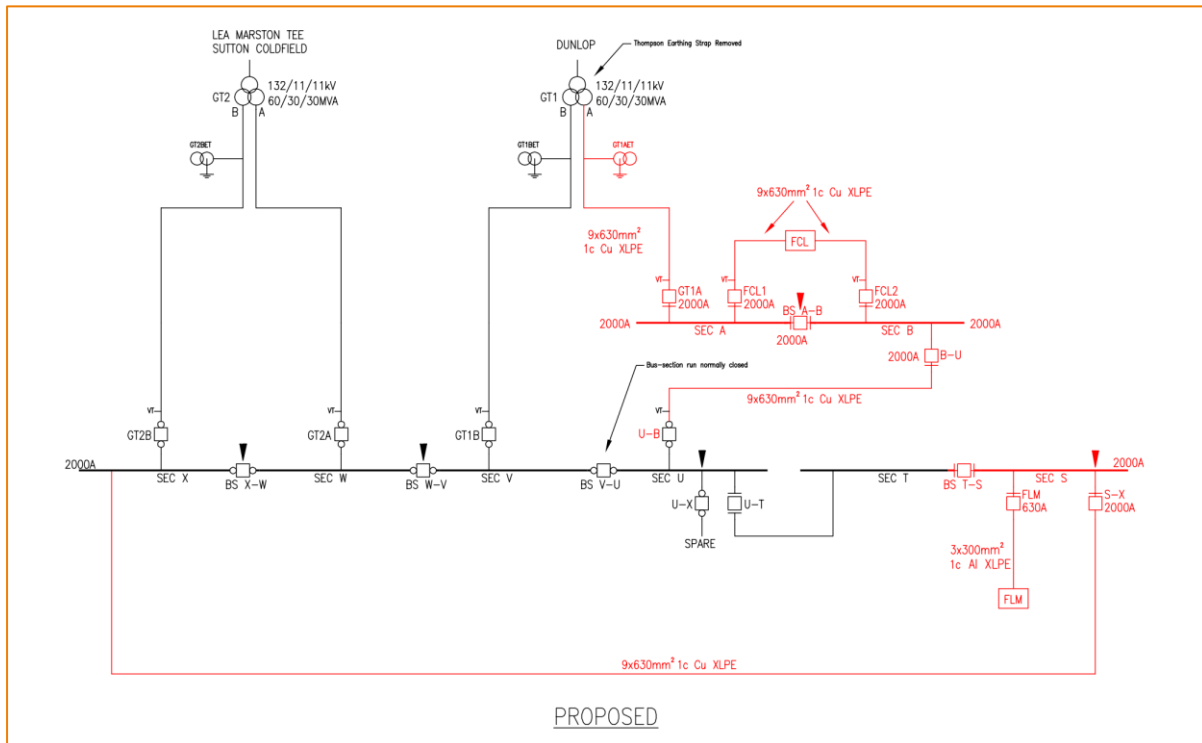 LEA MARSTON TEE
SUTTON COLDFIELD
DUNLOP
Thompson Earthing Strap Removed
GT2
132/11/11kV
60/30/30MVA
B
A
GT1
132/11/11kV
60/30/30MVA
B
A
GT2BET
GT1BET
GT1AET
9x630mm² 1c Cu XLPE
9x630mm²
1c Cu XLPE
FCL
VT
GT1A
2000A
VT
FCL1
2000A
VT
FCL2
2000A
BS A-B
2000A
2000A
SEC A
SEC B
2000A
2000A
B-U
Bus-section run normally closed
9x630mm² 1c Cu XLPE
VT
GT2B
VT
GT2A
VT
GT1B
VT
U-B
2000A
SEC X
BS X-W
SEC W
BS W-V
SEC V
BS V-U
SEC U
SEC T
BS T-S
SEC S
2000A
U-X
SPARE
U-T
FLM
630A
S-X
2000A
3x300mm²
1c Al XLPE
FLM
9x630mm² 1c Cu XLPE
PROPOSED